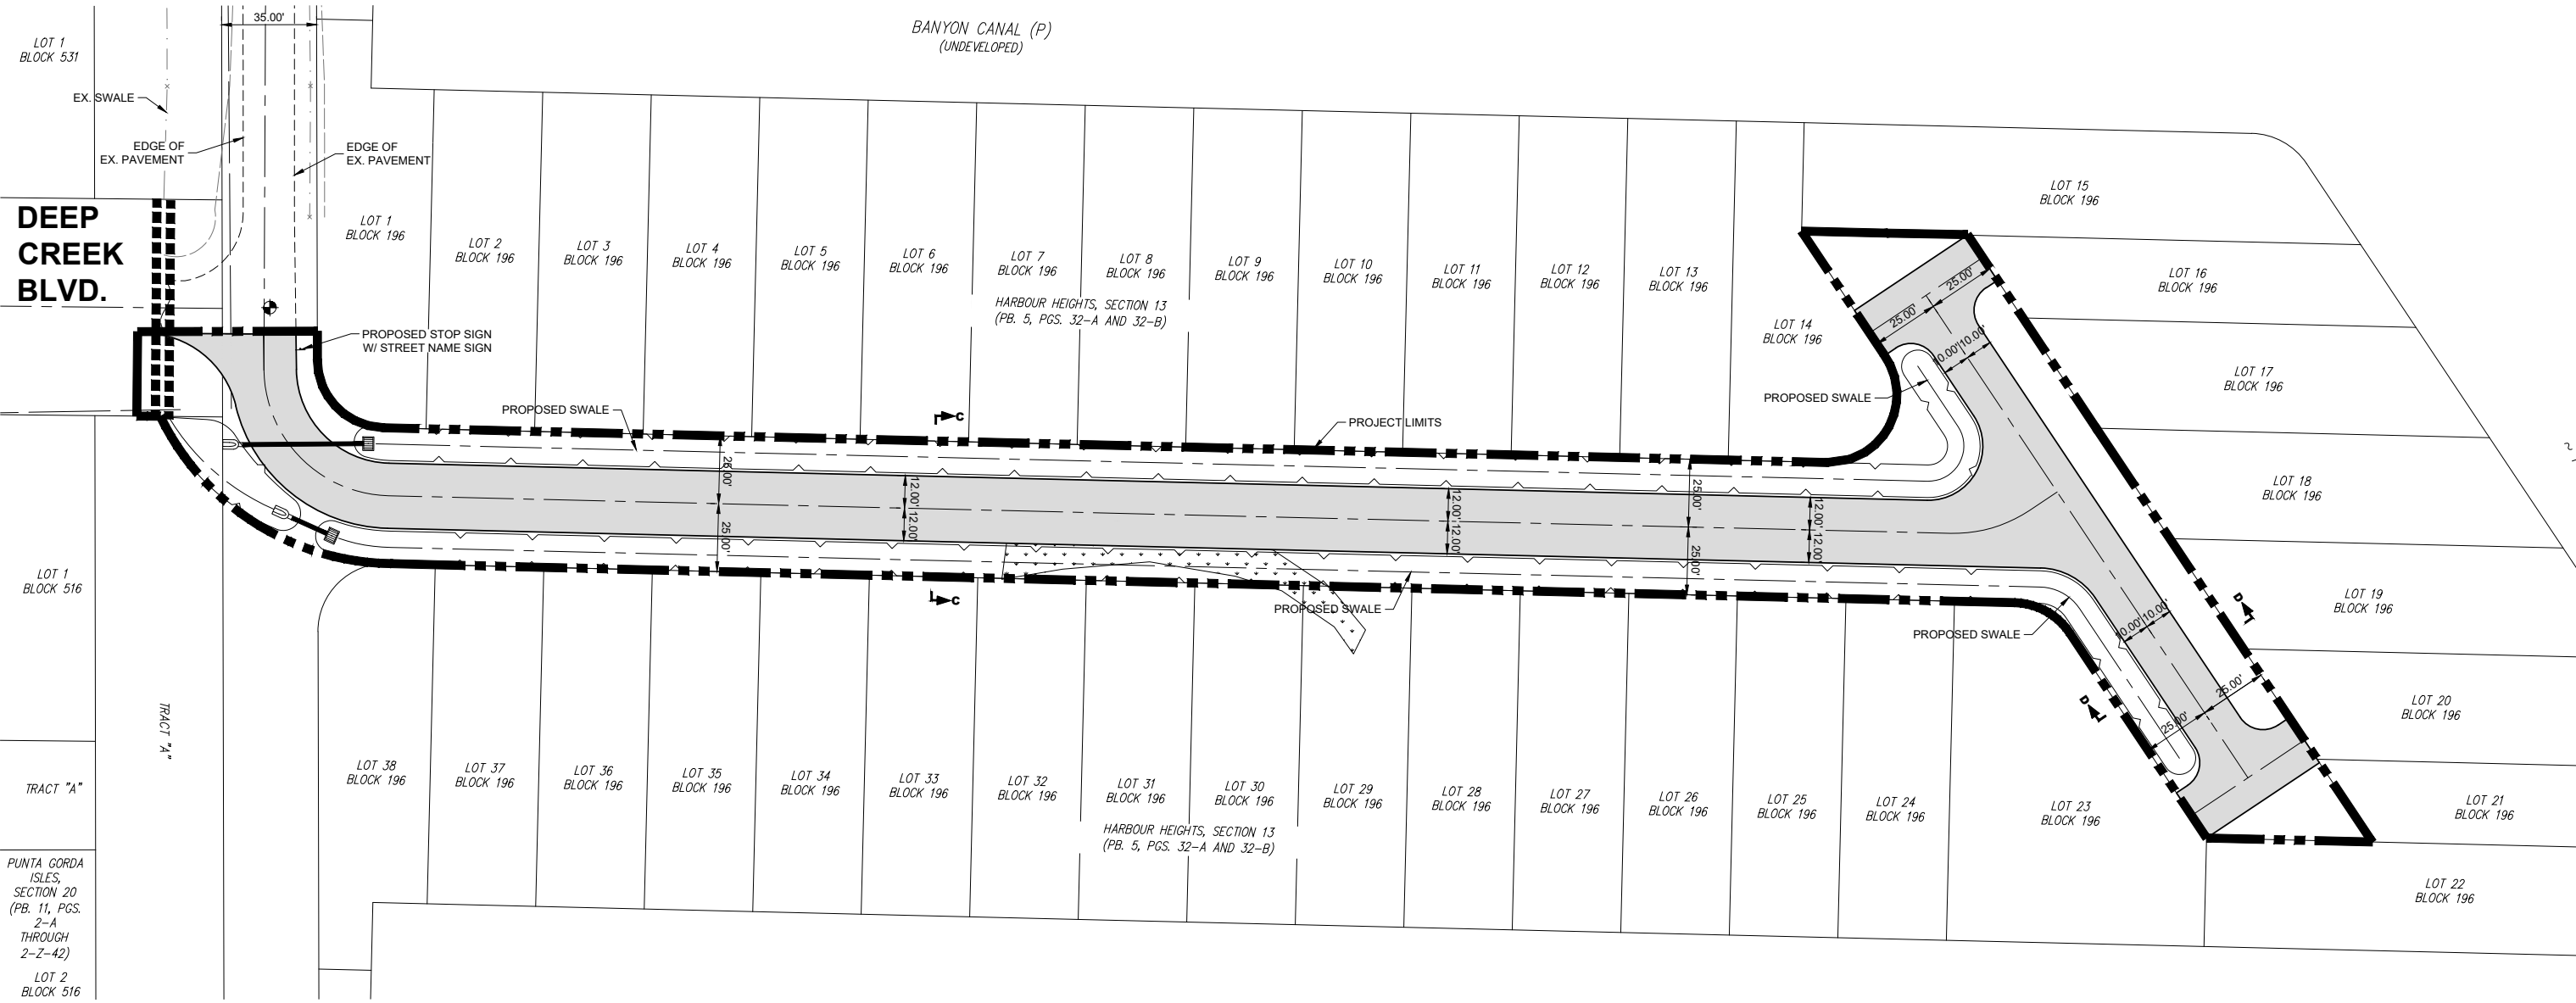 35.00'
BANYON CANAL (P)
(UNDEVELOPED)
LOT 1
BLOCK 531
EX. SWALE
EDGE OF
EX. PAVEMENT
EDGE OF
EX. PAVEMENT
DEEP
CREEK
BLVD.
PROPOSED STOP SIGN
W/ STREET NAME SIGN
LOT 1
BLOCK 196
LOT 2
BLOCK 196
LOT 3
BLOCK 196
LOT 4
BLOCK 196
LOT 5
BLOCK 196
LOT 6
BLOCK 196
LOT 7
BLOCK 196
LOT 8
BLOCK 196
LOT 9
BLOCK 196
LOT 10
BLOCK 196
LOT 11
BLOCK 196
LOT 12
BLOCK 196
LOT 13
BLOCK 196
LOT 14
BLOCK 196
LOT 15
BLOCK 196
LOT 16
BLOCK 196
LOT 17
BLOCK 196
LOT 18
BLOCK 196
LOT 19
BLOCK 196
LOT 20
BLOCK 196
LOT 21
BLOCK 196
LOT 22
BLOCK 196
HARBOUR HEIGHTS, SECTION 13
(PB. 5, PGS. 32-A AND 32-B)
PROPOSED SWALE
C
PROJECT LIMITS
PROPOSED SWALE
25.00'
25.00'
10.00'
10.00'
25.00'
25.00'
12.00'
12.00'
12.00'
12.00'
25.00'
25.00'
12.00'
12.00'
C
PROPOSED SWALE
PROPOSED SWALE
10.00'
10.00'
D
D
25.00'
25.00'
LOT 1
BLOCK 516
TRACT "A"
TRACT "A"
LOT 38
BLOCK 196
LOT 37
BLOCK 196
LOT 36
BLOCK 196
LOT 35
BLOCK 196
LOT 34
BLOCK 196
LOT 33
BLOCK 196
LOT 32
BLOCK 196
LOT 31
BLOCK 196
LOT 30
BLOCK 196
LOT 29
BLOCK 196
LOT 28
BLOCK 196
LOT 27
BLOCK 196
LOT 26
BLOCK 196
LOT 25
BLOCK 196
LOT 24
BLOCK 196
LOT 23
BLOCK 196
HARBOUR HEIGHTS, SECTION 13
(PB. 5, PGS. 32-A AND 32-B)
PUNTA GORDA
ISLES,
SECTION 20
(PB. 11, PGS.
2-A
THROUGH
2-Z-42)
LOT 2
BLOCK 516